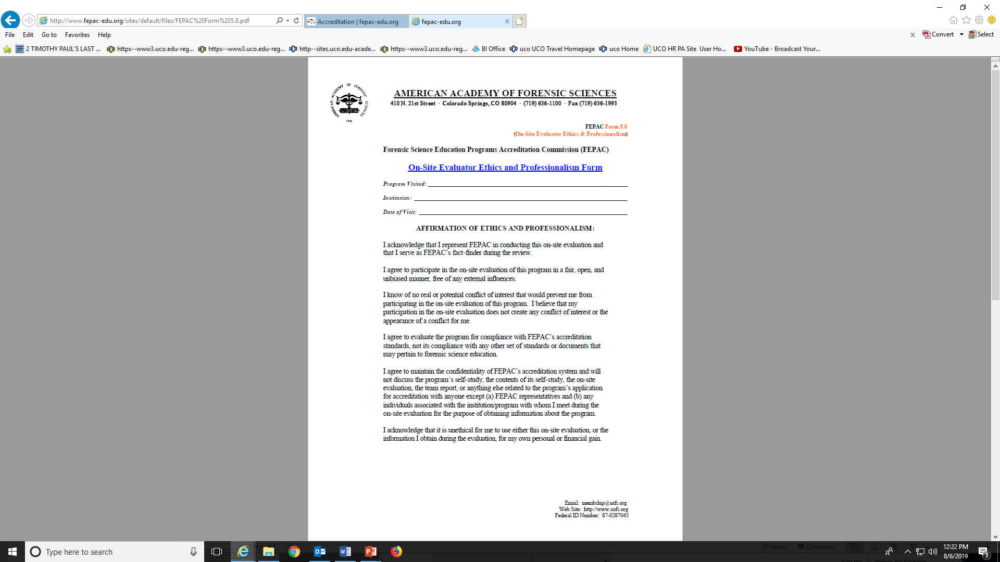 http://www.fepac-edu.org/sites/default/files/FEPAC%20Form%205.8.pdf
Accreditation | fepac-edu.org
fepac-edu.org
File Edit Go to Favorites Help
Convert
Select
2 TIMOTHY PAUL'S LAST ...
https--www3.uco.edu-reg...
https--www3.uco.edu-reg...
http--sites.uco.edu-acade...
https--www3.uco.edu-reg...
BI Office
uco UCO Travel Homepage
uco Home
UCO HR PA Site User Ho...
YouTube - Broadcast Your...
AMERICAN ACADEMY OF FORENSIC SCIENCES
1948
AMERICAN ACADEMY OF FORENSIC SCIENCES
410 N. 21st Street · Colorado Springs, CO 80904 · (719) 636-1100 · Fax (719) 636-1993
FEPAC Form 5.8
(On-Site Evaluator Ethics & Professionalism)
Forensic Science Education Programs Accreditation Commission (FEPAC)
On-Site Evaluator Ethics and Professionalism Form
Program Visited:
Institution:
Date of Visit:
AFFIRMATION OF ETHICS AND PROFESSIONALISM:
I acknowledge that I represent FEPAC in conducting this on-site evaluation and
that I serve as FEPAC's fact-finder during the review.
I agree to participate in the on-site evaluation of this program in a fair, open, and
unbiased manner, free of any external influences.
I know of no real or potential conflict of interest that would prevent me from
participating in the on-site evaluation of this program. I believe that my
participation in the on-site evaluation does not create any conflict of interest or the
appearance of a conflict for me.
I agree to evaluate the program for compliance with FEPAC's accreditation
standards, not its compliance with any other set of standards or documents that
may pertain to forensic science education.
I agree to maintain the confidentiality of FEPAC's accreditation system and will
not discuss the program's self-study, the contents of its self-study, the on-site
evaluation, the team report, or anything else related to the program's application
for accreditation with anyone except (a) FEPAC representatives and (b) any
individuals associated with the institution/program with whom I meet during the
on-site evaluation for the purpose of obtaining information about the program.
I acknowledge that it is unethical for me to use either this on-site evaluation, or the
information I obtain during the evaluation, for my own personal or financial gain.
Email: membship@aafs.org
Web Site: http://www.aafs.org
Federal ID Number: 87-0287045
Type here to search
Notes
Comments
12:22 PM
8/6/2019
3